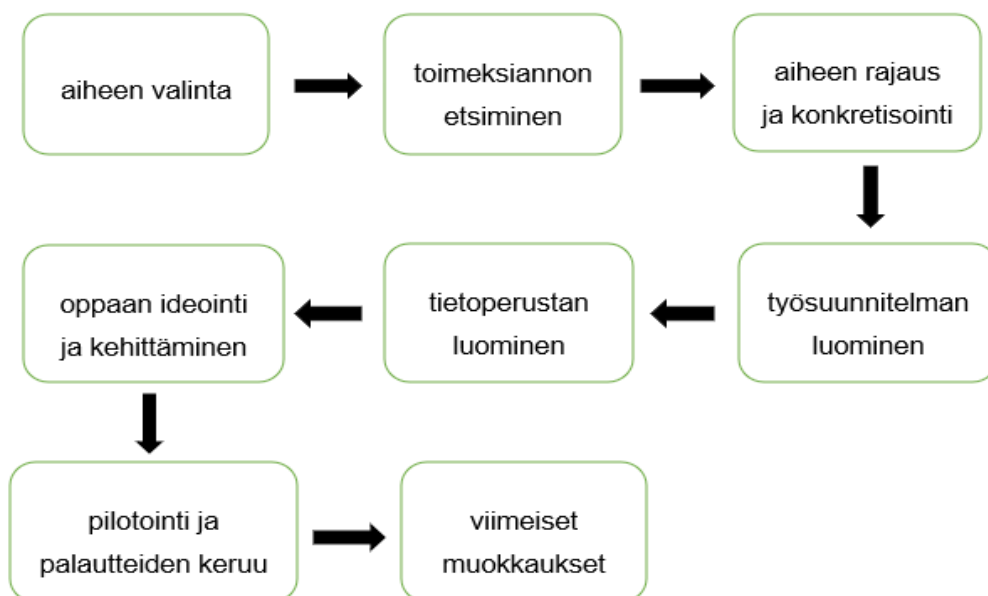 aiheen valinta
toimeksiannon
etsiminen
aiheen rajaus
ja konkretisointi
työsuunnitelman
luominen
tietoperustan
luominen
oppaan ideointi
ja kehittäminen
pilotointi ja
palautteiden keruu
viimeiset
muokkaukset